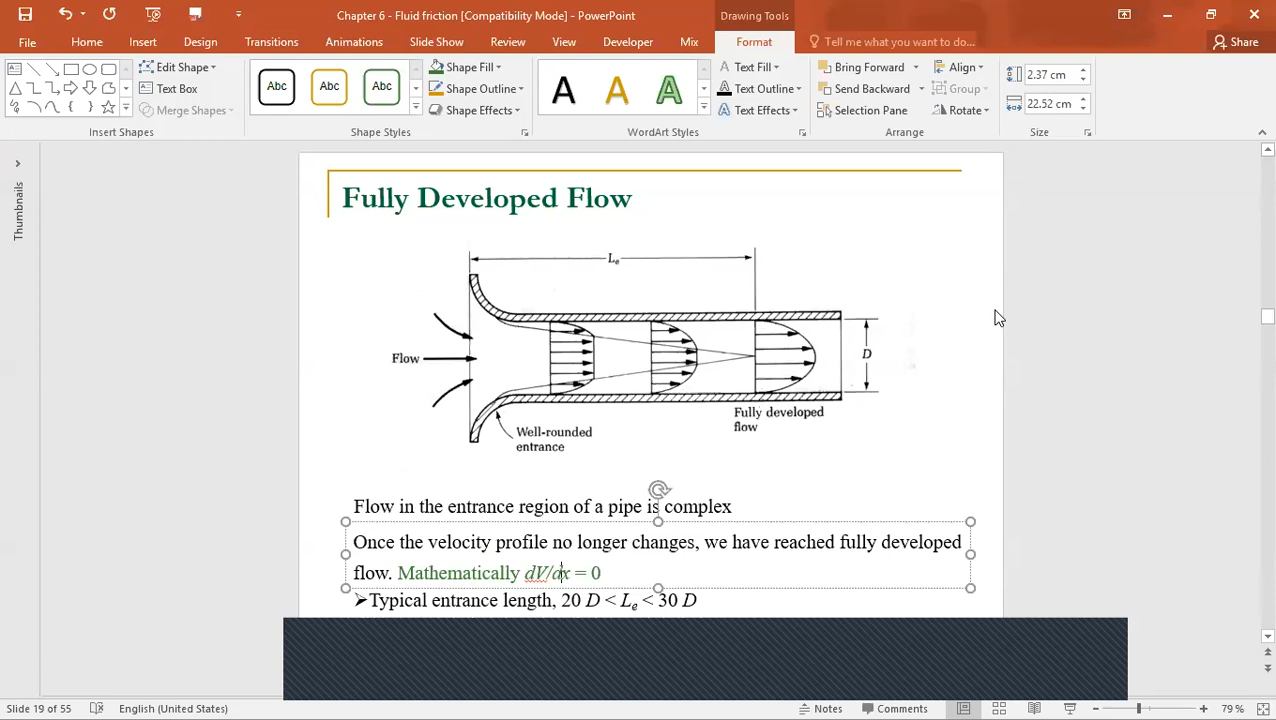 Chapter 6 - Fluid friction [Compatibility Mode] - PowerPoint
Drawing Tools
File Home Insert Design Transitions Animations Slide Show Review View Developer Mix Format Tell me what you want to do... Share
Edit Shape
Text Box
Merge Shapes
Insert Shapes
Abc Abc Abc
Shape Fill
Shape Outline
Shape Effects
Shape Styles
A A A
Text Fill
Text Outline
Text Effects
WordArt Styles
Bring Forward
Send Backward
Selection Pane
Align
Group
Rotate
Arrange
2.37 cm
22.52 cm
Size
Thumbnails
Fully Developed Flow
Le
Flow
D
Fully developed
flow
Well-rounded
entrance
Flow in the entrance region of a pipe is complex
Once the velocity profile no longer changes, we have reached fully developed
flow. Mathematically dV/dx = 0
➢Typical entrance length, 20 D < Le < 30 D
Slide 19 of 55 English (United States) Notes Comments 79 %